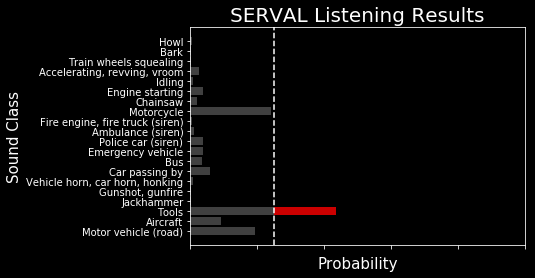 SERVAL Listening Results
Sound Class
Howl
Bark
Train wheels squealing
Accelerating, revving, vroom
Idling
Engine starting
Chainsaw
Motorcycle
Fire engine, fire truck (siren)
Ambulance (siren)
Police car (siren)
Emergency vehicle
Bus
Car passing by
Vehicle horn, car horn, honking
Gunshot, gunfire
Jackhammer
Tools
Aircraft
Motor vehicle (road)
Probability